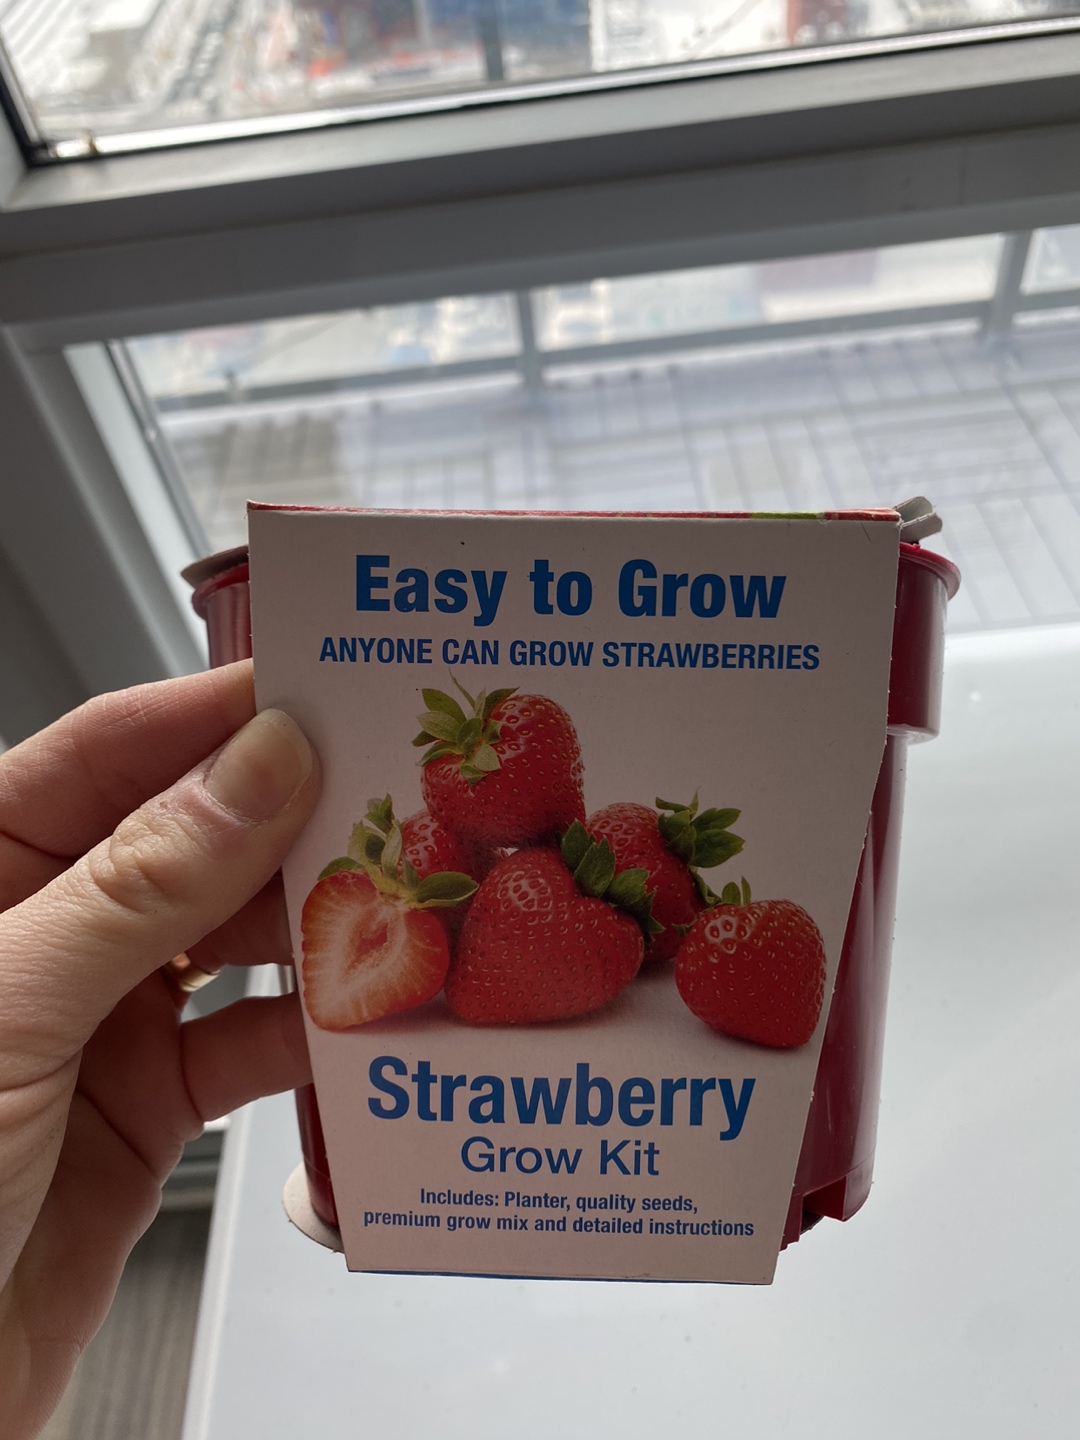 Easy to Grow
ANYONE CAN GROW STRAWBERRIES
Strawberry
Grow Kit
Includes: Planter, quality seeds,
premium grow mix and detailed instructions